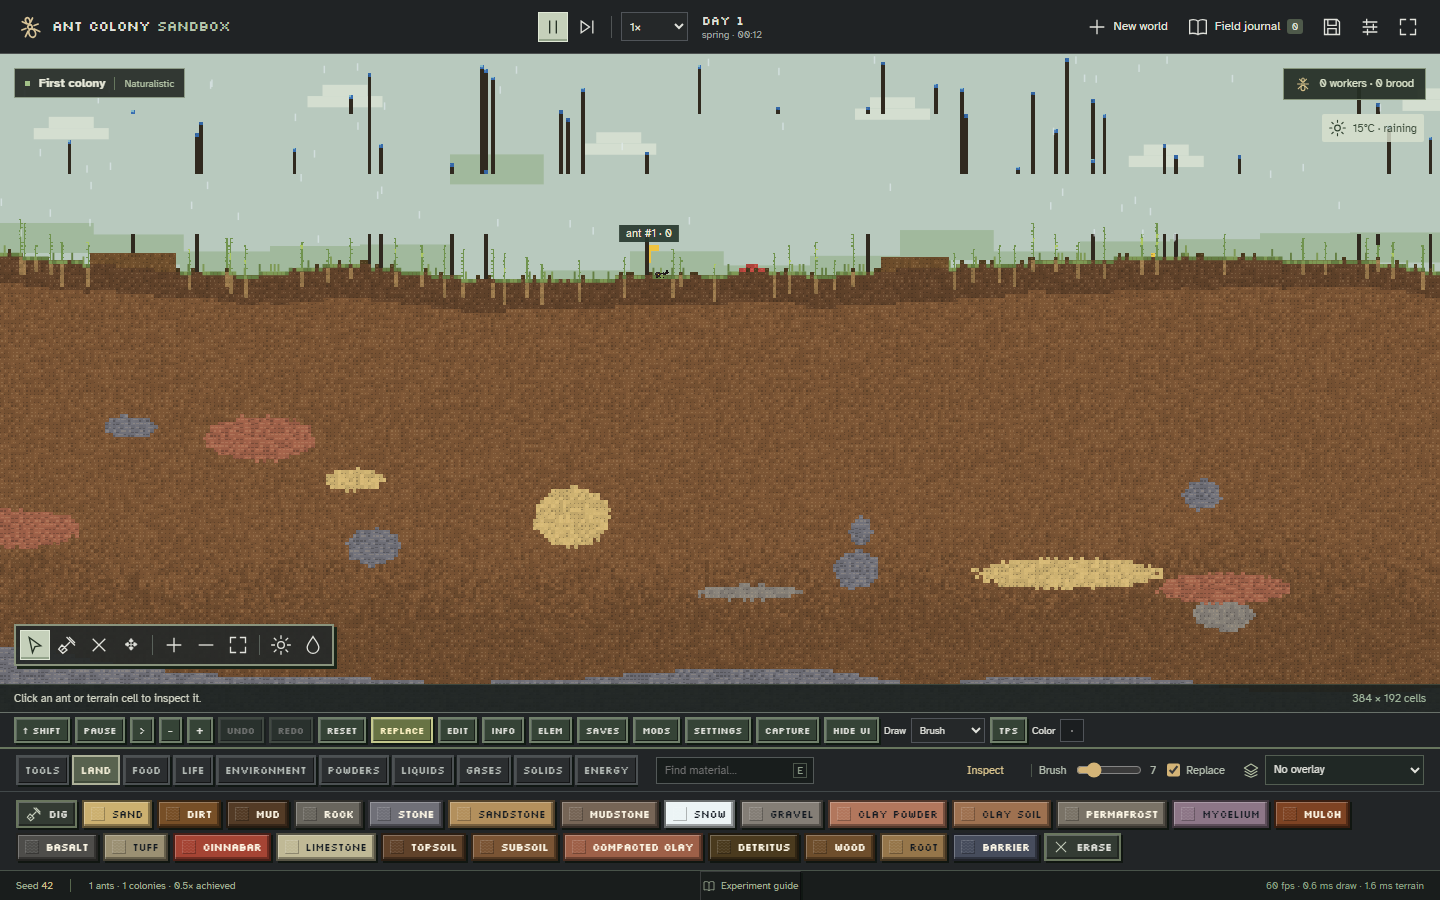 ANT COLONY SANDBOX
1x
DAY 1
spring · 00:12
New world
Field journal 0
First colony Naturalistic
0 workers · 0 brood
15°C · raining
ant #1 · 0
Click an ant or terrain cell to inspect it.
384 × 192 cells
↑ SHIFT PAUSE > - + UNDO REDO RESET REPLACE EDIT INFO ELEM SAVES MODS SETTINGS CAPTURE HIDE UI Draw Brush TPS Color
TOOLS LAND FOOD LIFE ENVIRONMENT POWDERS LIQUIDS GASES SOLIDS ENERGY Find material... E Inspect Brush 7 Replace No overlay
DIG SAND DIRT MUD ROOK STONE SANDSTONE MUDSTONE SNOW GRAVEL CLAY POWDER CLAY SOIL PERMAFROST MYCELIUM MULCH
BASALT TUFF CINNABAR LIMESTONE TOPSOIL SUBSOIL COMPACTED CLAY DETRITUS WOOD ROOT BARRIER ERASE
Seed 42 1 ants · 1 colonies · 0.5× achieved Experiment guide 60 fps · 0.6 ms draw · 1.6 ms terrain